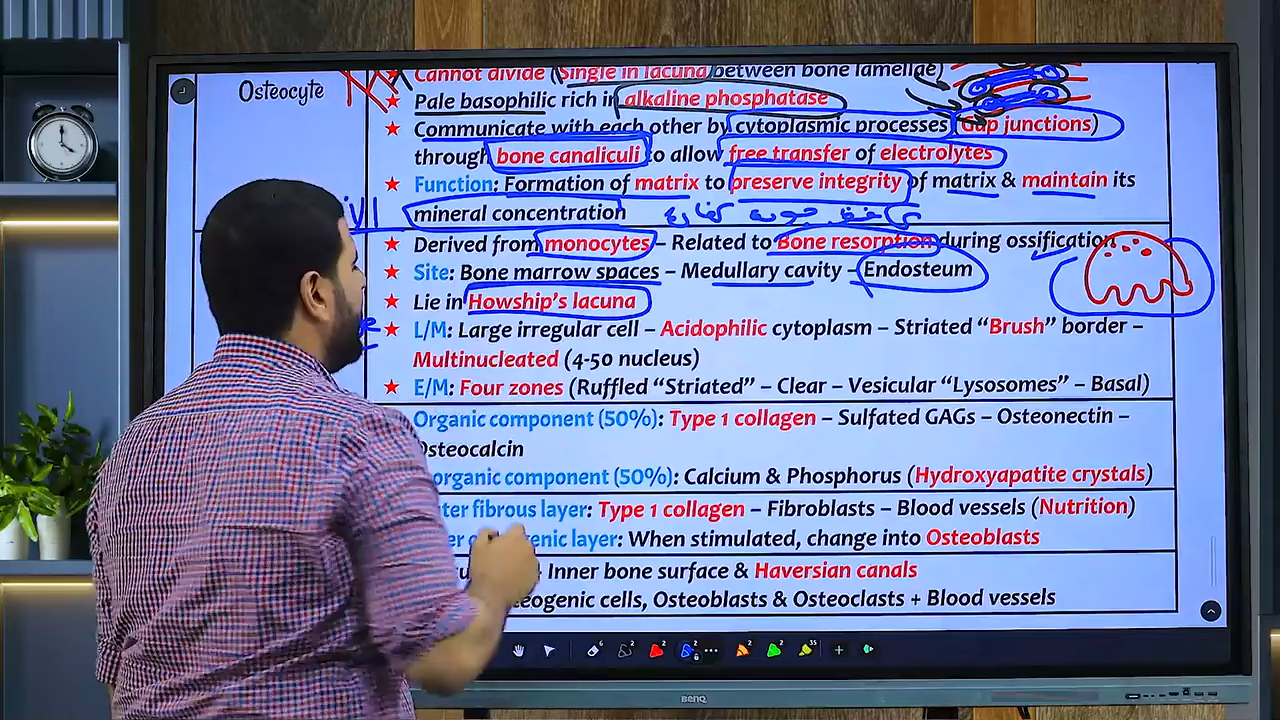 Osteocyte
Cannot divide (Single in lacuna between bone lamellae)
Pale basophilic rich in alkaline phosphatase
Communicate with each other by cytoplasmic processes (Gap junctions)
through bone canaliculi to allow free transfer of electrolytes
Function: Formation of matrix to preserve integrity of matrix & maintain its
mineral concentration
Derived from monocytes – Related to Bone resorption during ossification
Site: Bone marrow spaces – Medullary cavity – Endosteum
Lie in Howship's lacuna
L/M: Large irregular cell – Acidophilic cytoplasm – Striated “Brush” border –
Multinucleated (4-50 nucleus)
E/M: Four zones (Ruffled “Striated” – Clear – Vesicular “Lysosomes” – Basal)
Organic component (50%): Type 1 collagen – Sulfated GAGs – Osteonectin –
Osteocalcin
organic component (50%): Calcium & Phosphorus (Hydroxyapatite crystals)
fibrous layer: Type 1 collagen – Fibroblasts – Blood vessels (Nutrition)
layer: When stimulated, change into Osteoblasts
Inner bone surface & Haversian canals
cells, Osteoblasts & Osteoclasts + Blood vessels
BenQ